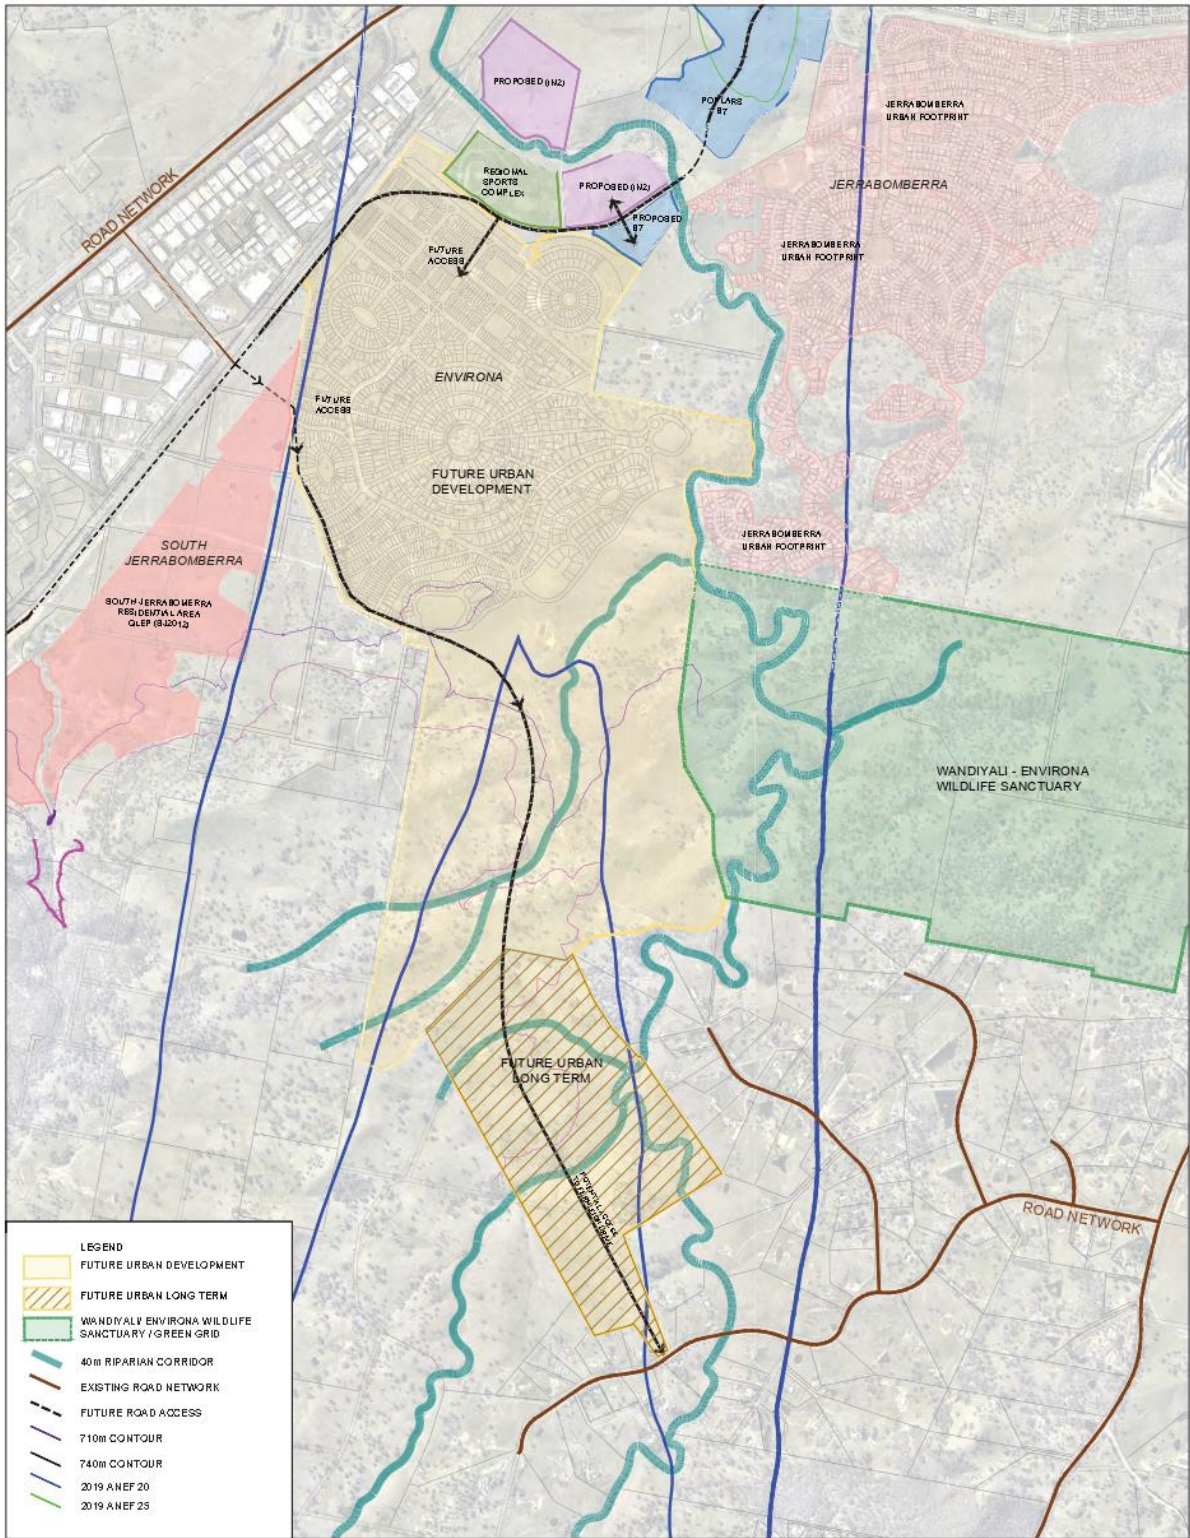 PROPOSED (IN2)
POPLARS
B7
JERRABOMBERRA
URBAN FOOTPRINT
REGIONAL
SPORTS
COMPLEX
PROPOSED (IN2)
JERRABOMBERRA
ROAD NETWORK
PROPOSED
B7
FUTURE
ACCESS
JERRABOMBERRA
URBAN FOOTPRINT
ENVIRONA
FUTURE
ACCESS
FUTURE URBAN
DEVELOPMENT
JERRABOMBERRA
URBAN FOOTPRINT
SOUTH
JERRABOMBERRA
SOUTH JERRABOMERRA
RESIDENTIAL AREA
QLEP (SJ2012)
WANDIYALI - ENVIRONA
WILDLIFE SANCTUARY
FUTURE URBAN
LONG TERM
POTENTIAL ACCESS
ROAD NETWORK
LEGEND
FUTURE URBAN DEVELOPMENT
FUTURE URBAN LONG TERM
WANDIYALI/ ENVIRONA WILDLIFE
SANCTUARY / GREEN GRID
40m RIPARIAN CORRIDOR
EXISTING ROAD NETWORK
FUTURE ROAD ACCESS
710m CONTOUR
740m CONTOUR
2019 ANEF 20
2019 ANEF 25